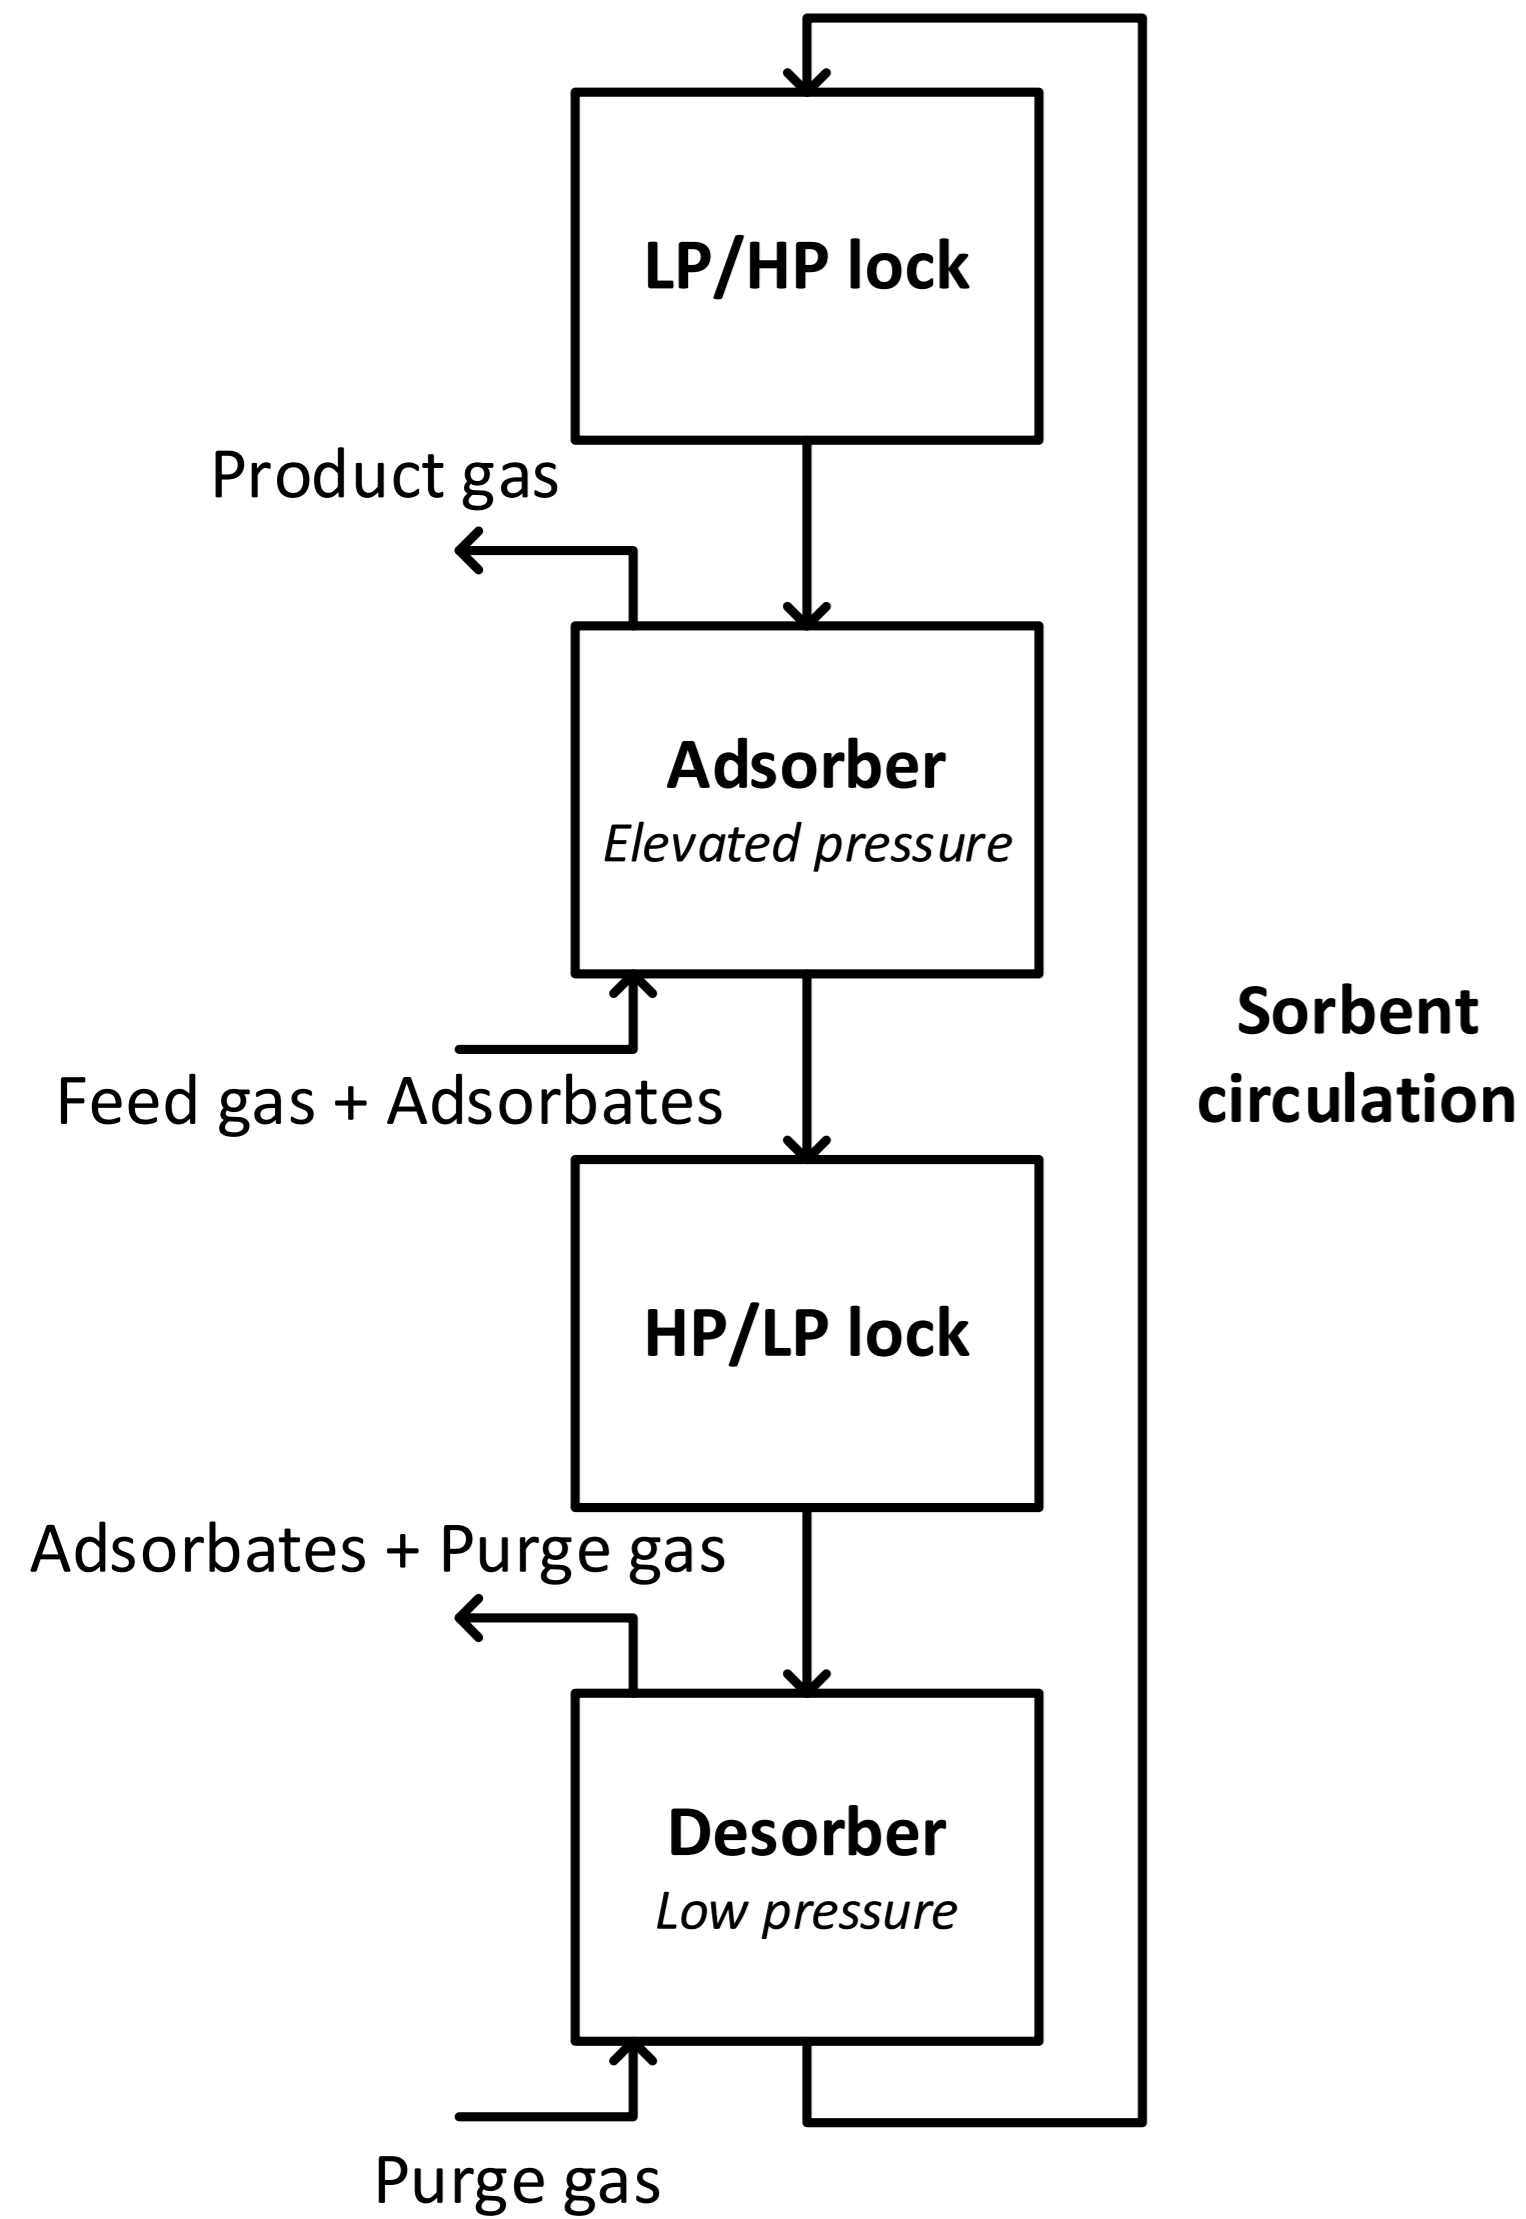 LP/HP lock
Product gas
Adsorber
Elevated pressure
Feed gas + Adsorbates
Sorbent
circulation
HP/LP lock
Adsorbates + Purge gas
Desorber
Low pressure
Purge gas